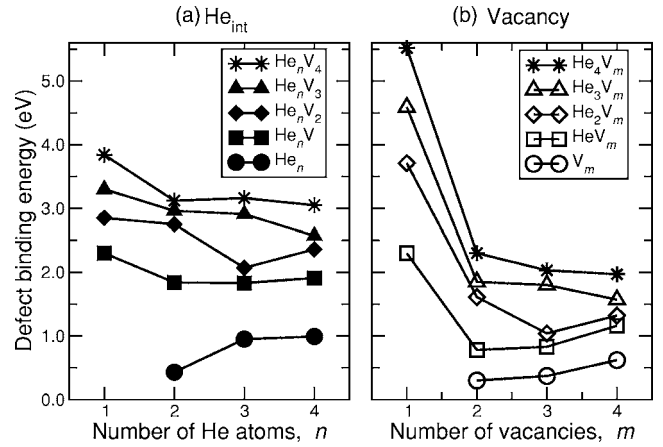 (a) He_int
(b) Vacancy
Defect binding energy (eV)
5.0
4.0
3.0
2.0
1.0
0.0
He_nV_4
He_nV_3
He_nV_2
He_nV
He_n
1 2 3 4
Number of He atoms, n
He_4V_m
He_3V_m
He_2V_m
HeV_m
V_m
1 2 3 4
Number of vacancies, m